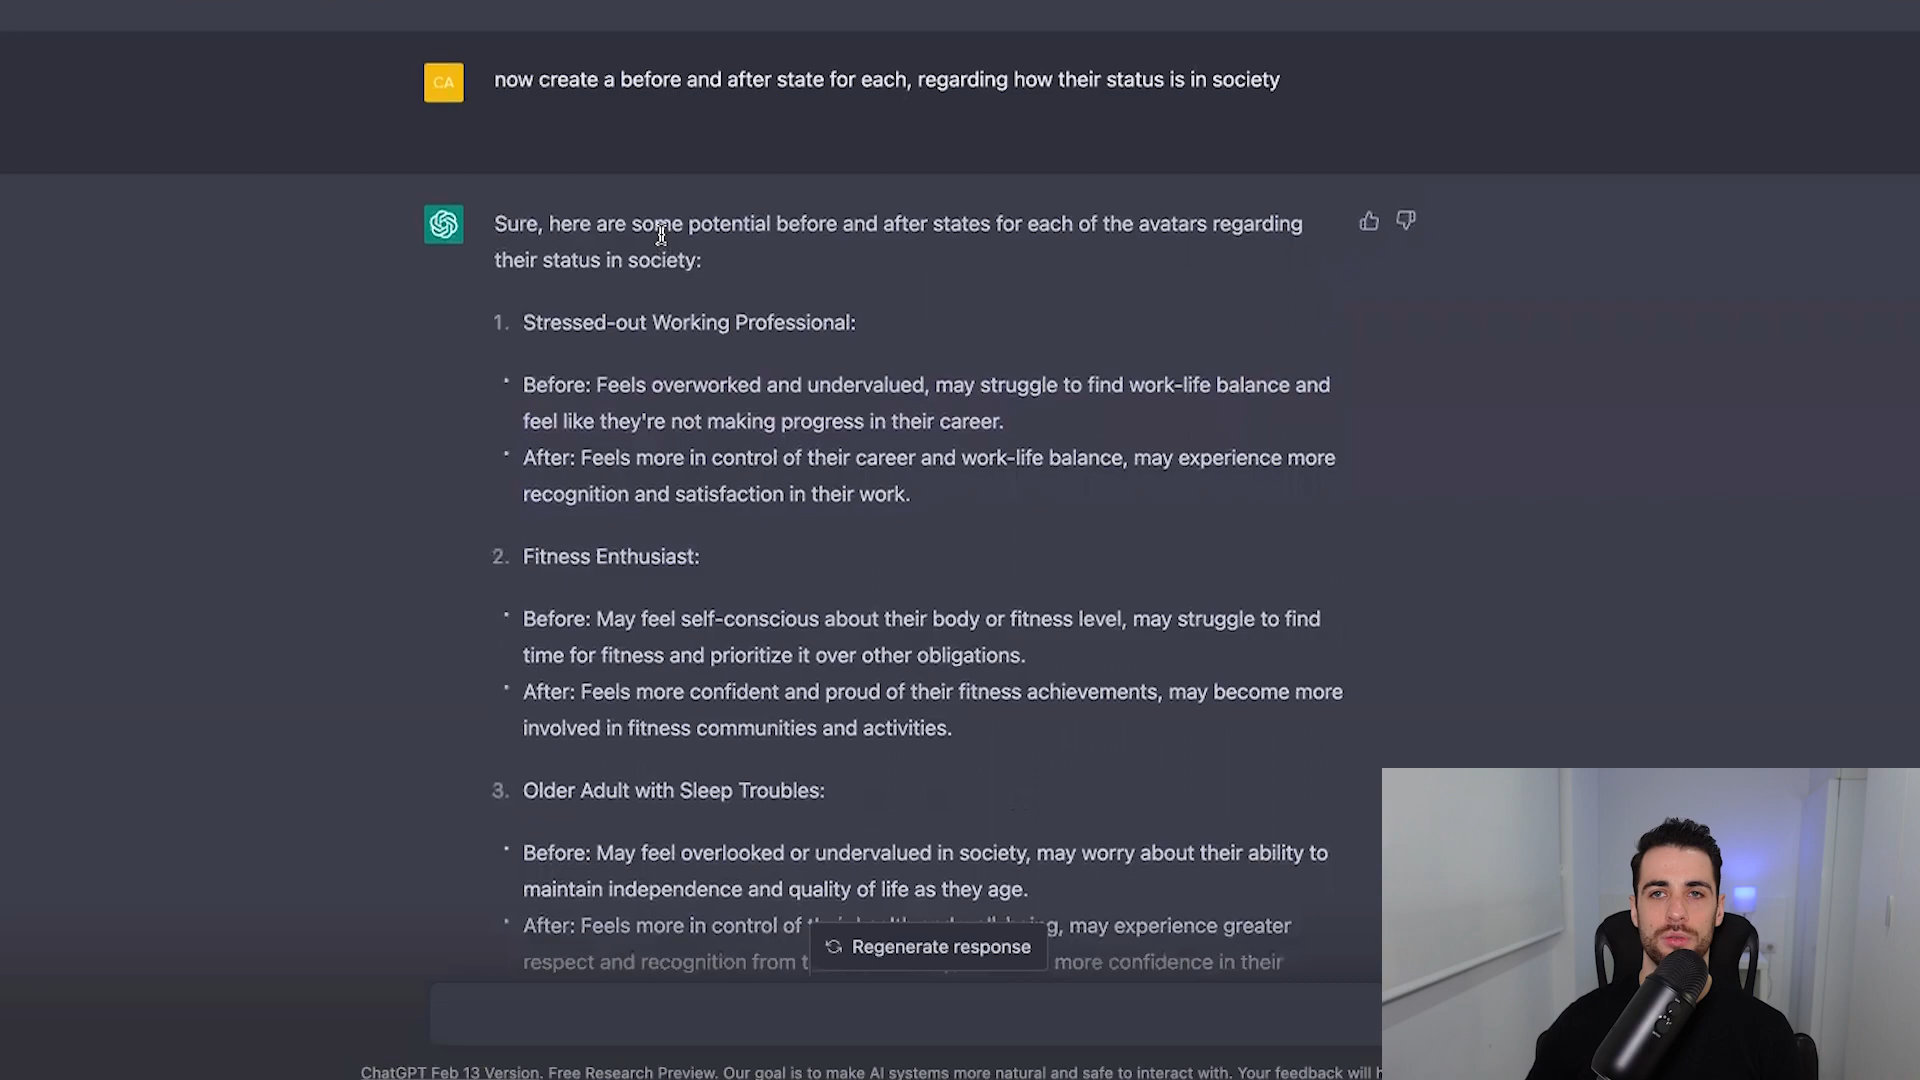 CA
now create a before and after state for each, regarding how their status is in society
Sure, here are some potential before and after states for each of the avatars regarding
their status in society:
1. Stressed-out Working Professional:
Before: Feels overworked and undervalued, may struggle to find work-life balance and
feel like they're not making progress in their career.
After: Feels more in control of their career and work-life balance, may experience more
recognition and satisfaction in their work.
2. Fitness Enthusiast:
Before: May feel self-conscious about their body or fitness level, may struggle to find
time for fitness and prioritize it over other obligations.
After: Feels more confident and proud of their fitness achievements, may become more
involved in fitness communities and activities.
3. Older Adult with Sleep Troubles:
Before: May feel overlooked or undervalued in society, may worry about their ability to
maintain independence and quality of life as they age.
After: Feels more in control of may experience greater
respect and recognition from more confidence in their
Regenerate response
ChatGPT Feb 13 Version. Free Research Preview. Our goal is to make AI systems more natural and safe to interact with. Your feedback will